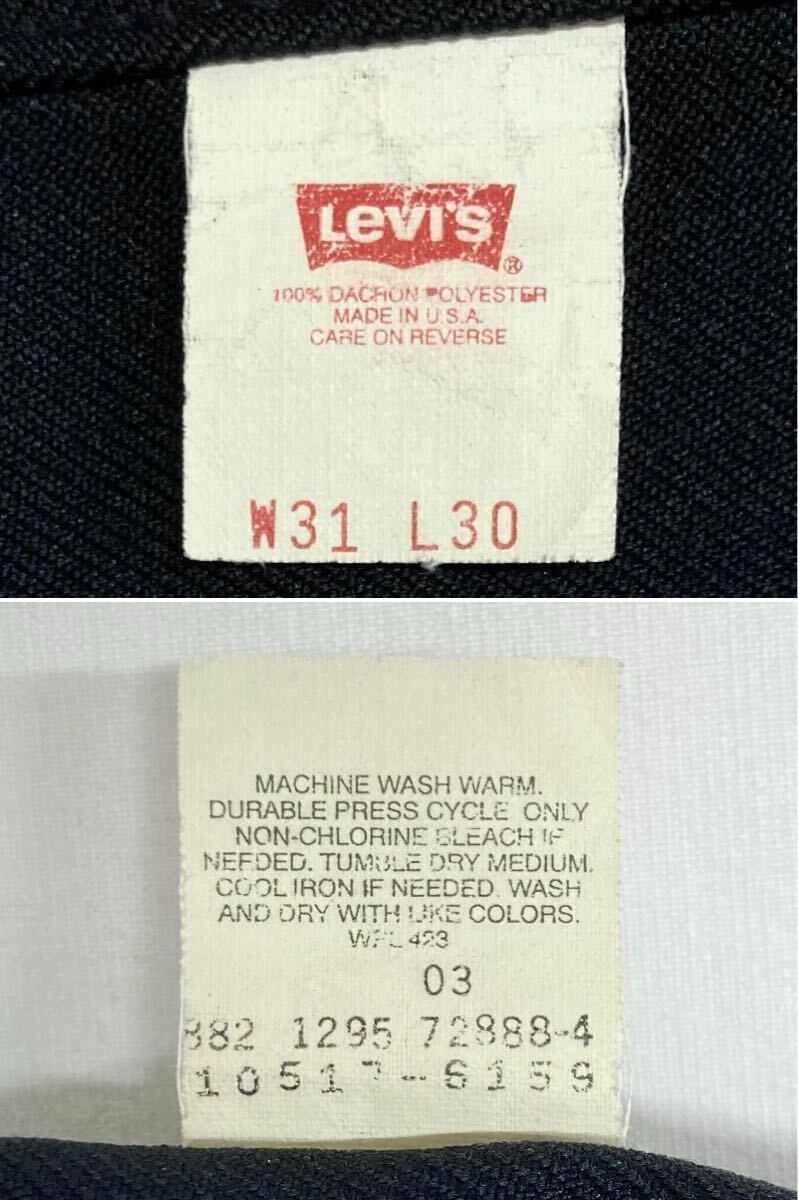 Levi's
®
100% DACRON POLYESTER
MADE IN U.S.A.
CARE ON REVERSE
W31 L30
MACHINE WASH WARM.
DURABLE PRESS CYCLE ONLY
NON-CHLORINE BLEACH IF
NEEDED. TUMBLE DRY MEDIUM.
COOL IRON IF NEEDED. WASH
AND DRY WITH LIKE COLORS.
WPL 423
03
882 1295 72888-4
10517-6159